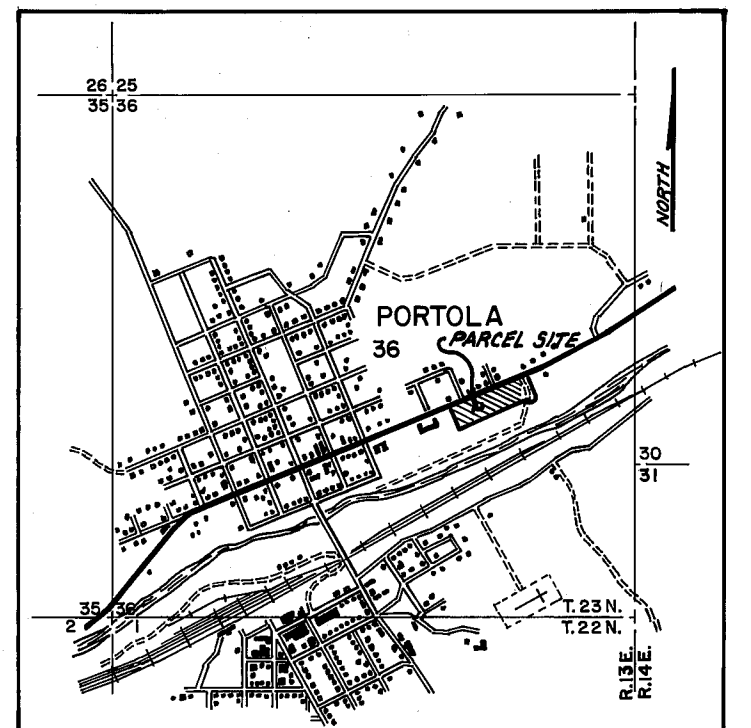 26 25
35 36
NORTH
PORTOLA
36
PARCEL SITE
30
31
35 36
2 1
T.23 N.
T.22 N.
R.13 E.
R.14 E.